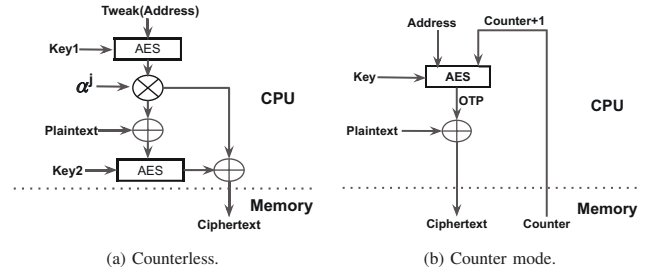 Tweak(Address)
Key1
AES
αʲ
CPU
Plaintext
Key2
AES
Memory
Ciphertext
(a) Counterless.
Address
Counter+1
Key
AES
OTP
CPU
Plaintext
Memory
Ciphertext
Counter
(b) Counter mode.